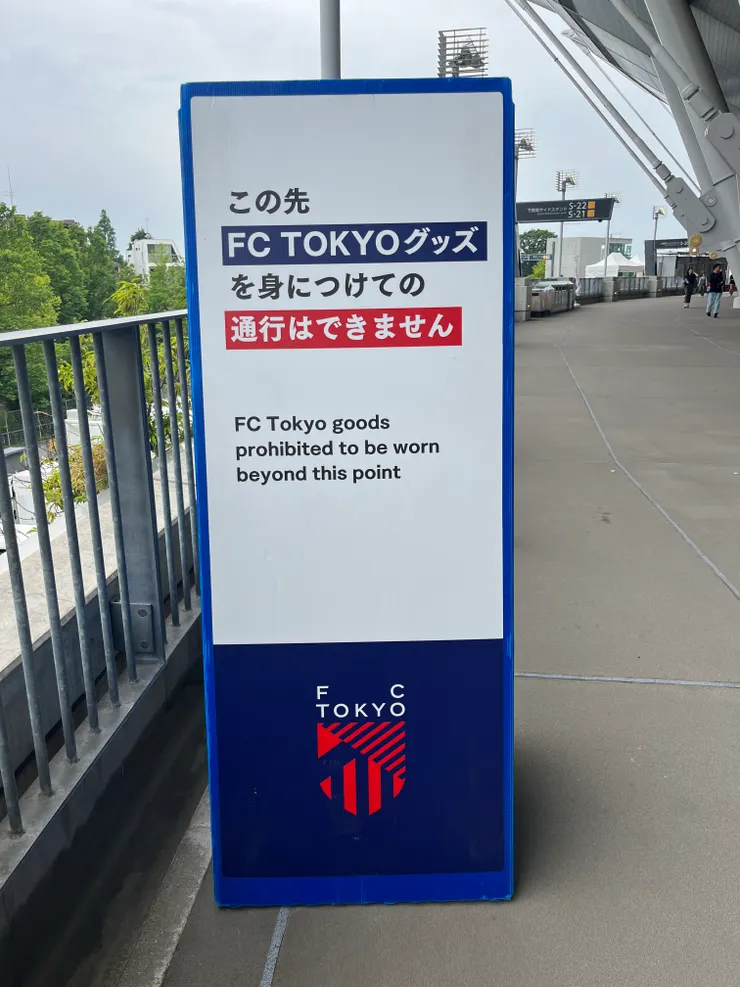 この先
FC TOKYOグッズ
を身につけての
通行はできません
FC Tokyo goods
prohibited to be worn
beyond this point
F C
TOKYO
S-22
S-21